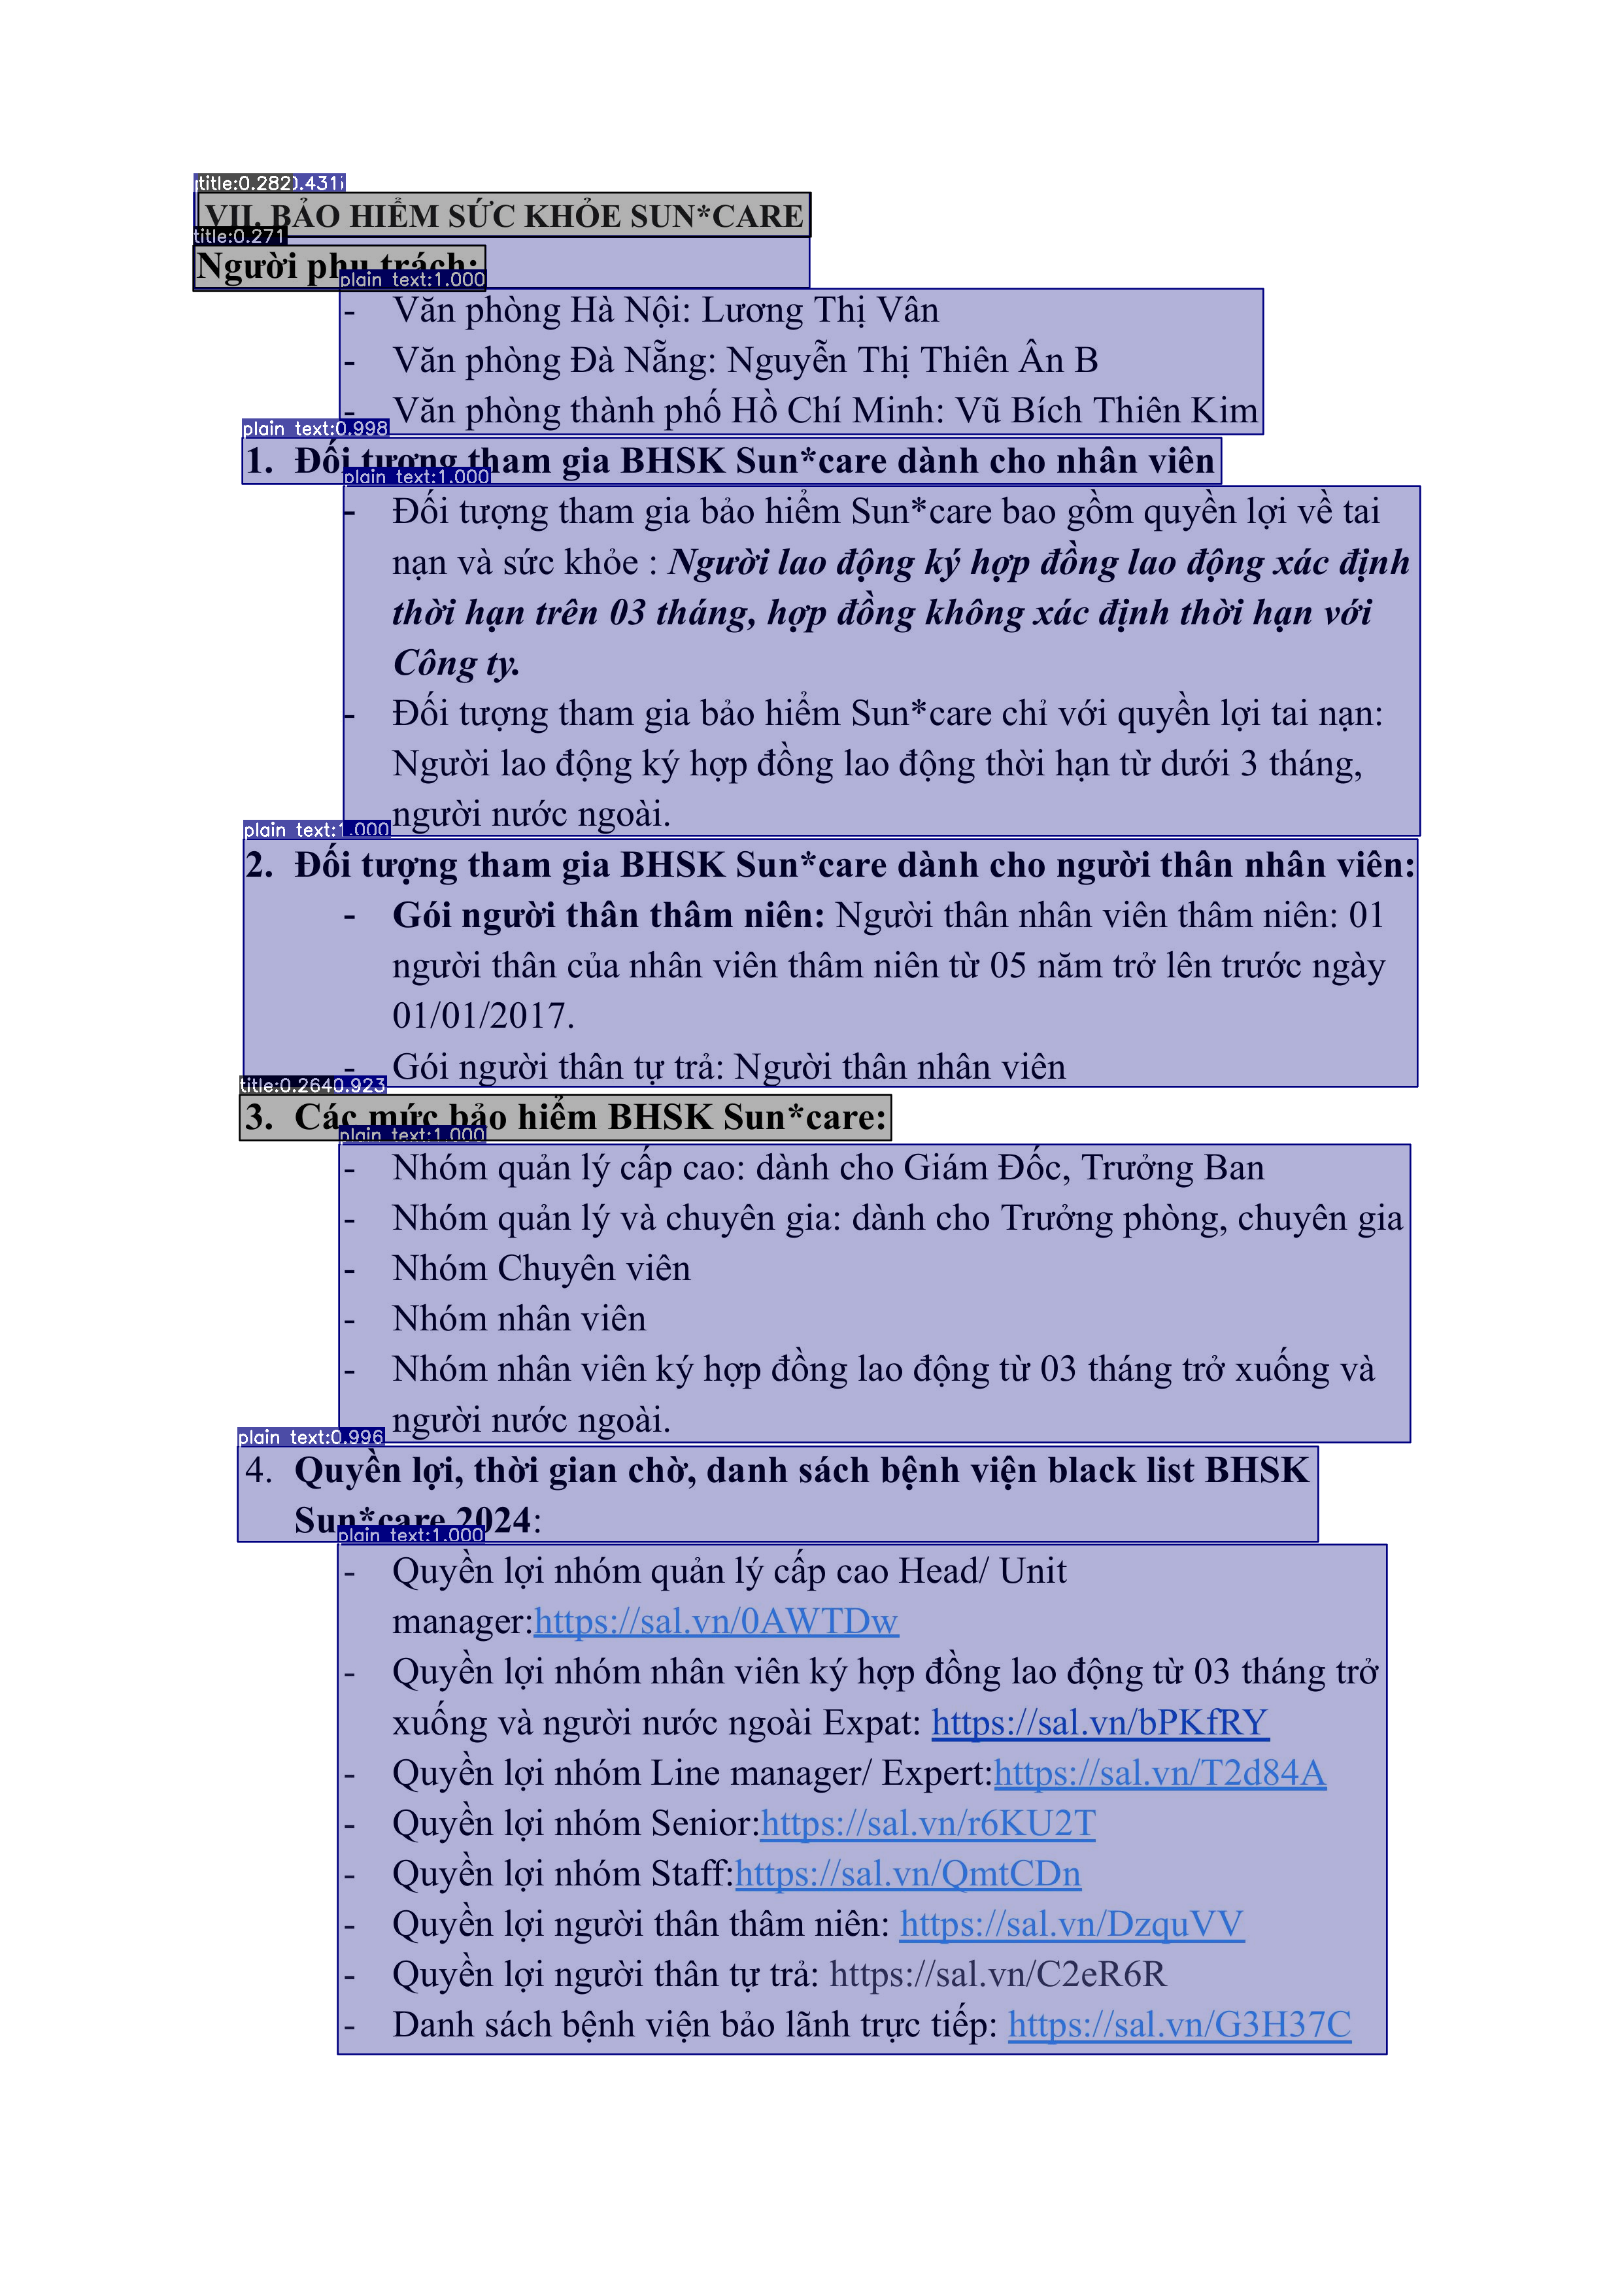 title:0.282).431i
VII. BẢO HIỂM SỨC KHỎE SUN*CARE
title:0.271
Người phụ trách:
plain text:1.000
- Văn phòng Hà Nội: Lương Thị Vân
- Văn phòng Đà Nẵng: Nguyễn Thị Thiên Ân B
- Văn phòng thành phố Hồ Chí Minh: Vũ Bích Thiên Kim
plain text:0.998
1. Đối tượng tham gia BHSK Sun*care dành cho nhân viên
plain text:1.000
- Đối tượng tham gia bảo hiểm Sun*care bao gồm quyền lợi về tai
nạn và sức khỏe : Người lao động ký hợp đồng lao động xác định
thời hạn trên 03 tháng, hợp đồng không xác định thời hạn với
Công ty.
- Đối tượng tham gia bảo hiểm Sun*care chỉ với quyền lợi tai nạn:
Người lao động ký hợp đồng lao động thời hạn từ dưới 3 tháng,
người nước ngoài.
plain text:1.000
2. Đối tượng tham gia BHSK Sun*care dành cho người thân nhân viên:
- Gói người thân thâm niên: Người thân nhân viên thâm niên: 01
người thân của nhân viên thâm niên từ 05 năm trở lên trước ngày
01/01/2017.
- Gói người thân tự trả: Người thân nhân viên
title:0.2640.923
3. Các mức bảo hiểm BHSK Sun*care:
plain text:1.000
- Nhóm quản lý cấp cao: dành cho Giám Đốc, Trưởng Ban
- Nhóm quản lý và chuyên gia: dành cho Trưởng phòng, chuyên gia
- Nhóm Chuyên viên
- Nhóm nhân viên
- Nhóm nhân viên ký hợp đồng lao động từ 03 tháng trở xuống và
người nước ngoài.
plain text:0.996
4. Quyền lợi, thời gian chờ, danh sách bệnh viện black list BHSK
Sun*care 2024:
plain text:1.000
- Quyền lợi nhóm quản lý cấp cao Head/ Unit
manager:https://sal.vn/0AWTDw
- Quyền lợi nhóm nhân viên ký hợp đồng lao động từ 03 tháng trở
xuống và người nước ngoài Expat: https://sal.vn/bPKfRY
- Quyền lợi nhóm Line manager/ Expert:https://sal.vn/T2d84A
- Quyền lợi nhóm Senior:https://sal.vn/r6KU2T
- Quyền lợi nhóm Staff:https://sal.vn/QmtCDn
- Quyền lợi người thân thâm niên: https://sal.vn/DzquVV
- Quyền lợi người thân tự trả: https://sal.vn/C2eR6R
- Danh sách bệnh viện bảo lãnh trực tiếp: https://sal.vn/G3H37C